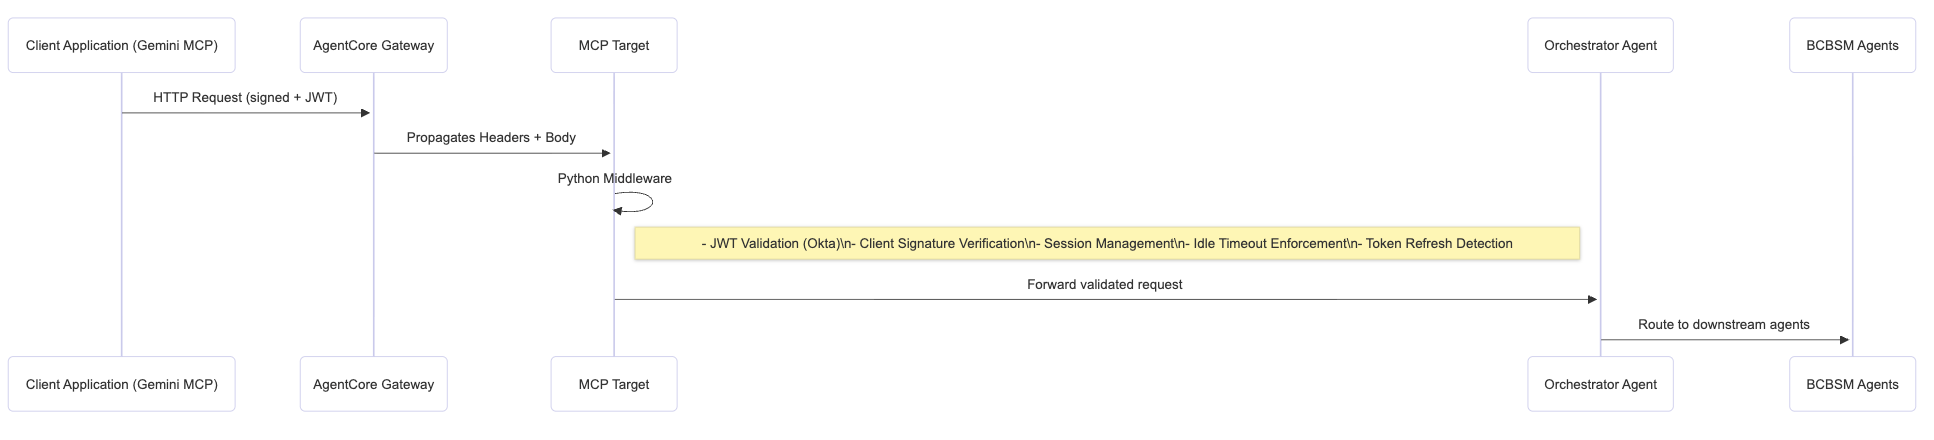 Client Application (Gemini MCP)
AgentCore Gateway
MCP Target
Orchestrator Agent
BCBSM Agents
HTTP Request (signed + JWT)
Propagates Headers + Body
Python Middleware
- JWT Validation (Okta)\n- Client Signature Verification\n- Session Management\n- Idle Timeout Enforcement\n- Token Refresh Detection
Forward validated request
Route to downstream agents
Client Application (Gemini MCP)
AgentCore Gateway
MCP Target
Orchestrator Agent
BCBSM Agents